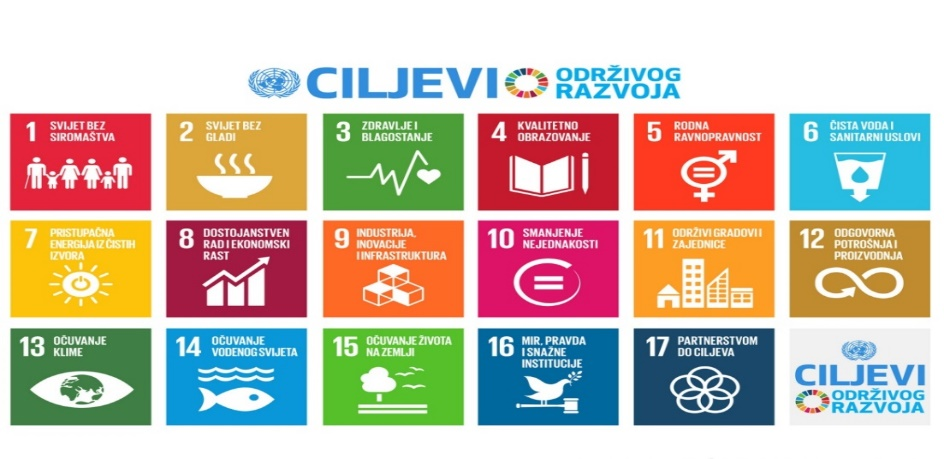 CILJEVI ODRŽIVOG
RAZVOJA
1 SVIJET BEZ
SIROMAŠTVA
2 SVIJET BEZ
GLADI
3 ZDRAVLJE I
BLAGOSTANJE
4 KVALITETNO
OBRAZOVANJE
5 RODNA
RAVNOPRAVNOST
6 ČISTA VODA I
SANITARNI USLOVI
7 PRISTUPAČNA
ENERGIJA IZ ČISTIH
IZVORA
8 DOSTOJANSTVEN
RAD I EKONOMSKI
RAST
9 INDUSTRIJA,
INOVACIJE
I INFRASTRUKTURA
10 SMANJENJE
NEJEDNAKOSTI
11 ODRŽIVI GRADOVI I
ZAJEDNICE
12 ODGOVORNA
POTROŠNJA I
PROIZVODNJA
13 OČUVANJE
KLIME
14 OČUVANJE
VODENOG SVIJETA
15 OČUVANJE ŽIVOTA
NA ZEMLJI
16 MIR, PRAVDA
I SNAŽNE
INSTITUCIJE
17 PARTNERSTVOM
DO CILJEVA
CILJEVI
ODRŽIVOG
RAZVOJA